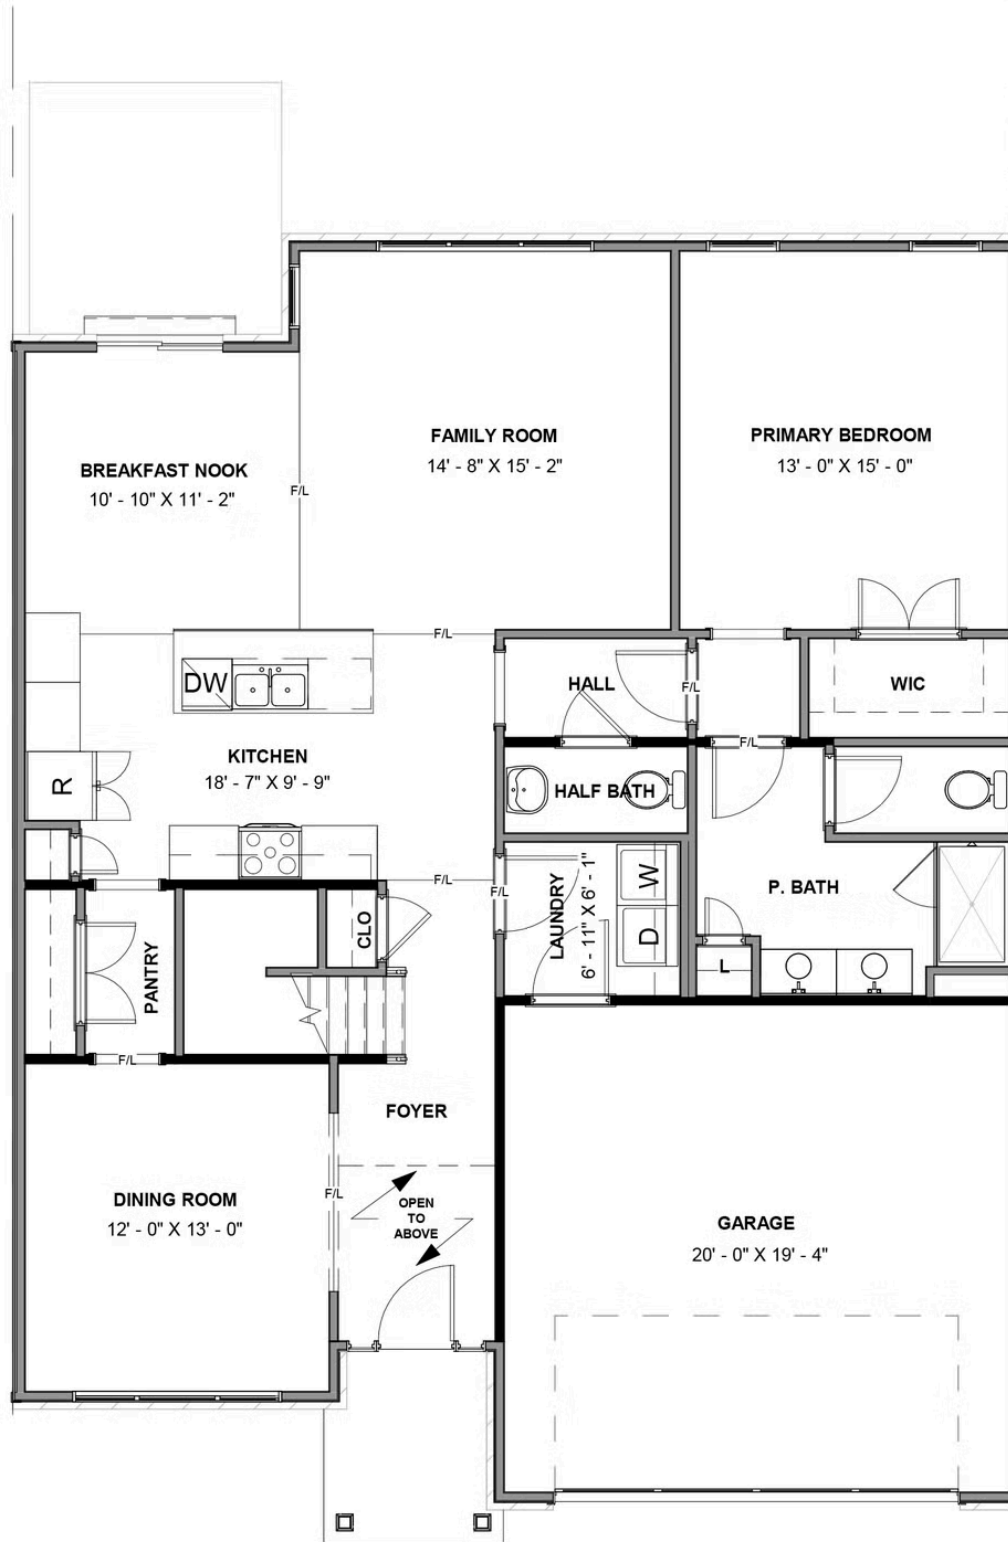 FAMILY ROOM
14' - 8" X 15' - 2"
PRIMARY BEDROOM
13' - 0" X 15' - 0"
BREAKFAST NOOK
10' - 10" X 11' - 2"
F/L
F/L
DW
HALL
F/L
WIC
KITCHEN
18' - 7" X 9' - 9"
F/L
R
HALF BATH
F/L
F/L
LAUNDRY
6' - 11" X 6' - 1"
W
D
P. BATH
CLO
PANTRY
L
F/L
FOYER
DINING ROOM
12' - 0" X 13' - 0"
F/L
OPEN
TO
ABOVE
GARAGE
20' - 0" X 19' - 4"